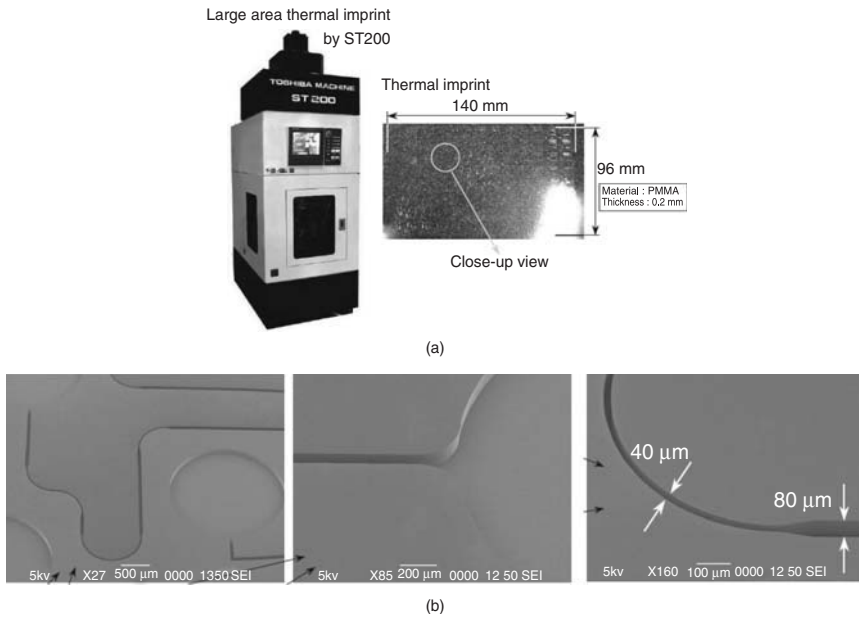 Large area thermal imprint
by ST200
TOSHIBA MACHINE
ST 200
Thermal imprint
140 mm
96 mm
Material : PMMA
Thickness : 0.2 mm
Close-up view
(a)
5kv X27 500 µm 0000 1350 SEI
5kv X85 200 µm 0000 12 50 SEI
40 µm
80 µm
5kv X160 100 µm 0000 12 50 SEI
(b)